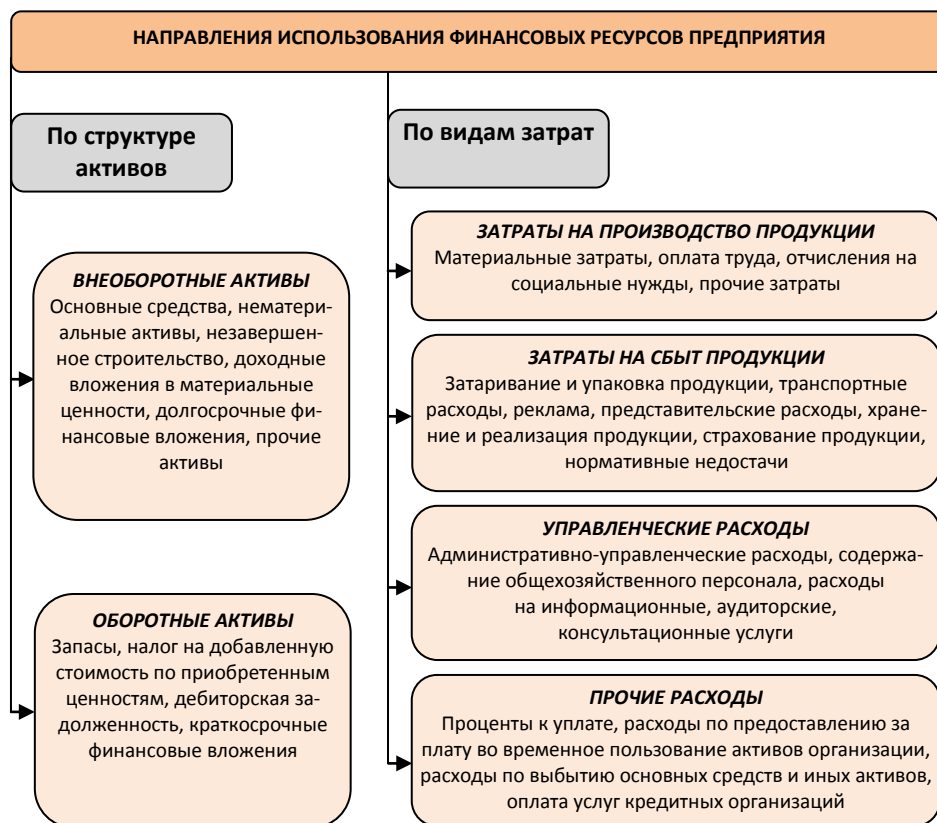 НАПРАВЛЕНИЯ ИСПОЛЬЗОВАНИЯ ФИНАНСОВЫХ РЕСУРСОВ ПРЕДПРИЯТИЯ
По структуре
активов
ВНЕОБОРОТНЫЕ АКТИВЫ
Основные средства, нематери-
альные активы, незавершен-
ное строительство, доходные
вложения в материальные
ценности, долгосрочные фи-
нансовые вложения, прочие
активы
ОБОРОТНЫЕ АКТИВЫ
Запасы, налог на добавленную
стоимость по приобретенным
ценностям, дебиторская за-
долженность, краткосрочные
финансовые вложения
По видам затрат
ЗАТРАТЫ НА ПРОИЗВОДСТВО ПРОДУКЦИИ
Материальные затраты, оплата труда, отчисления на
социальные нужды, прочие затраты
ЗАТРАТЫ НА СБЫТ ПРОДУКЦИИ
Затаривание и упаковка продукции, транспортные
расходы, реклама, представительские расходы, хране-
ние и реализация продукции, страхование продукции,
нормативные недостачи
УПРАВЛЕНЧЕСКИЕ РАСХОДЫ
Административно-управленческие расходы, содержа-
ние общехозяйственного персонала, расходы
на информационные, аудиторские,
консультационные услуги
ПРОЧИЕ РАСХОДЫ
Проценты к уплате, расходы по предоставлению за
плату во временное пользование активов организации,
расходы по выбытию основных средств и иных активов,
оплата услуг кредитных организаций